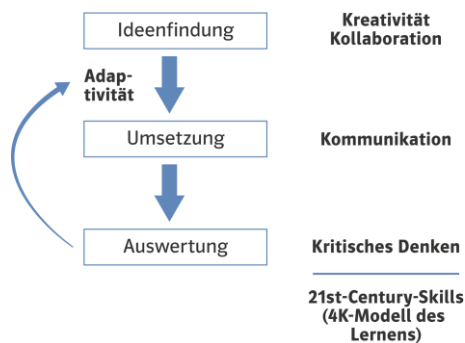 Ideenfindung
Kreativität
Kollaboration
Adap-
tivität
Umsetzung
Kommunikation
Auswertung
Kritisches Denken
21st-Century-Skills
(4K-Modell des
Lernens)